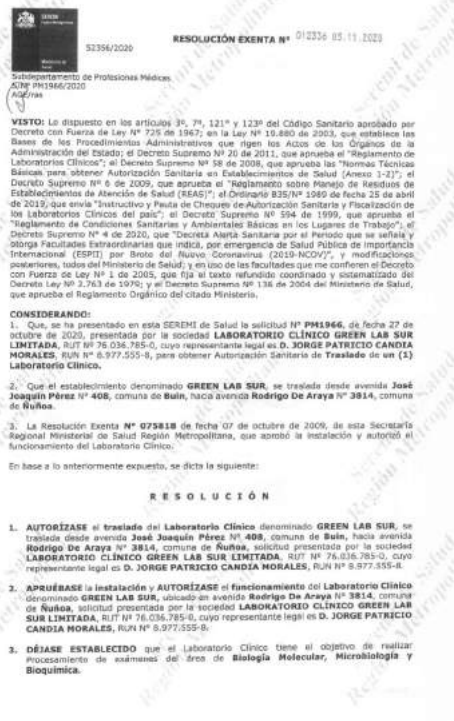 SEREMI
Ministerio de
Salud
S2356/2020
RESOLUCIÓN EXENTA Nº 012336 05.11.2020
Subdepartamento de Profesiones Médicas
S/Nº PM1966/2020
VISTO: Lo dispuesto en los artículos 3º, 7º, 121º y 123º del Código Sanitario aprobado por
Decreto con Fuerza de Ley Nº 725 de 1967; en la Ley Nº 19.880 de 2003, que establece las
Bases de los Procedimientos Administrativos que rigen los Actos de los Órganos de la
Administración del Estado; el Decreto Supremo Nº 20 de 2011, que aprueba el "Reglamento de
Laboratorios Clínicos"; el Decreto Supremo Nº 58 de 2008, que aprueba las "Normas Técnicas
Básicas para obtener Autorización Sanitaria en Establecimientos de Salud (Anexo 1-2)"; el
Decreto Supremo Nº 6 de 2009, que aprueba el "Reglamento sobre Manejo de Residuos de
Establecimientos de Atención de Salud (REAS)"; el Ordinario B35/Nº 1989 de fecha 25 de abril
de 2019, que envía "Instructivo y Pauta de Chequeos de Autorización Sanitaria y Fiscalización de
los Laboratorios Clínicos del país"; el Decreto Supremo Nº 594 de 1999, que aprueba el
"Reglamento de Condiciones Sanitarias y Ambientales Básicas en los Lugares de Trabajo"; el
Decreto Supremo Nº 4 de 2020, que "Decreta Alerta Sanitaria por el Periodo que se señala y
otorga Facultades Extraordinarias que indica, por emergencia de Salud Pública de Importancia
Internacional (ESPII) por Brote del Nuevo Coronavirus (2019-NCOV)", y modificaciones
posteriores, todos del Ministerio de Salud; y en uso de las facultades que me confieren el Decreto
con Fuerza de Ley Nº 1 de 2005, que fija el texto refundido coordinado y sistematizado del
Decreto Ley Nº 2.763 de 1979; y el Decreto Supremo Nº 136 de 2004 del Ministerio de Salud,
que aprueba el Reglamento Orgánico del citado Ministerio.
CONSIDERANDO:
1. Que, se ha presentado en esta SEREMI de Salud la solicitud Nº PM1966, de fecha 27 de
octubre de 2020, presentada por la sociedad LABORATORIO CLÍNICO GREEN LAB SUR
LIMITADA, RUT Nº 76.036.785-0, cuyo representante legal es D. JORGE PATRICIO CANDIA
MORALES, RUN Nº 8.977.555-8, para obtener Autorización Sanitaria de Traslado de un (1)
Laboratorio Clínico.
2. Que el establecimiento denominado GREEN LAB SUR, se traslada desde avenida José
Joaquín Pérez Nº 408, comuna de Buin, hacia avenida Rodrigo De Araya Nº 3814, comuna
de Ñuñoa.
3. La Resolución Exenta Nº 075818 de fecha 07 de octubre de 2009, de esta Secretaría
Regional Ministerial de Salud Región Metropolitana, que aprobó la instalación y autorizó el
funcionamiento del Laboratorio Clínico.
En base a lo anteriormente expuesto, se dicta la siguiente:
R E S O L U C I Ó N
1. AUTORÍZASE el traslado del Laboratorio Clínico denominado GREEN LAB SUR, se
traslada desde avenida José Joaquín Pérez Nº 408, comuna de Buin, hacia avenida
Rodrigo De Araya Nº 3814, comuna de Ñuñoa, solicitud presentada por la sociedad
LABORATORIO CLÍNICO GREEN LAB SUR LIMITADA, RUT Nº 76.036.785-0, cuyo
representante legal es D. JORGE PATRICIO CANDIA MORALES, RUN Nº 8.977.555-8.
2. APRUÉBASE la instalación y AUTORÍZASE el funcionamiento del Laboratorio Clínico
denominado GREEN LAB SUR, ubicado en avenida Rodrigo De Araya Nº 3814, comuna
de Ñuñoa, solicitud presentada por la sociedad LABORATORIO CLÍNICO GREEN LAB
SUR LIMITADA, RUT Nº 76.036.785-0, cuyo representante legal es D. JORGE PATRICIO
CANDIA MORALES, RUN Nº 8.977.555-8.
3. DÉJASE ESTABLECIDO que el Laboratorio Clínico tiene el objetivo de realizar
Procesamiento de exámenes del área de Biología Molecular, Microbiología y
Bioquímica.